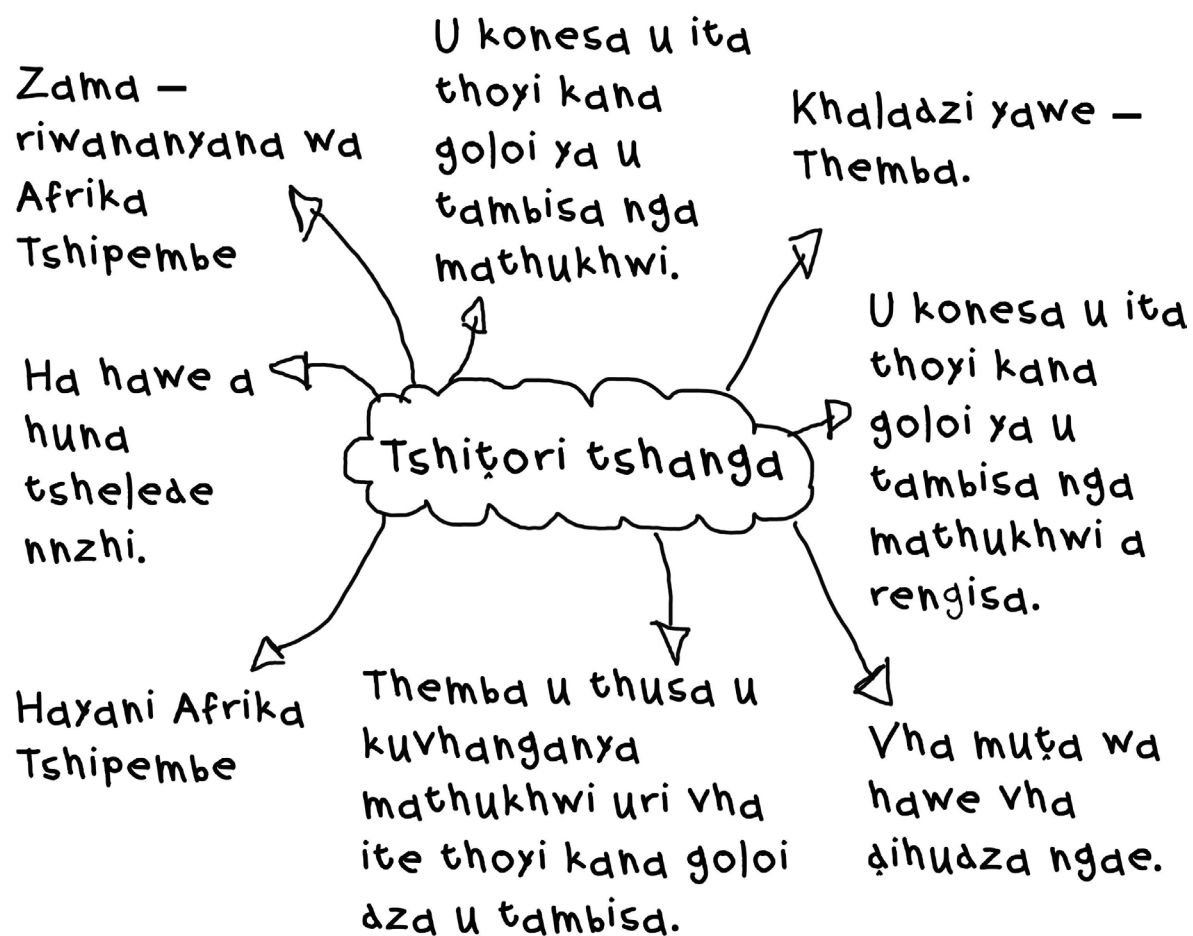 Zama –
riwananyana wa
Afrika
Tshipembe
U konesa u ita
thoyi kana
goloi ya u
tambisa nga
mathukhwi.
Khaladzi yawe –
Themba.
Ha hawe a
huna
tshelede
nnzhi.
Tshiṱori tshanga
U konesa u ita
thoyi kana
goloi ya u
tambisa nga
mathukhwi a
rengisa.
Hayani Afrika
Tshipembe
Themba u thusa u
kuvhanganya
mathukhwi uri vha
ite thoyi kana goloi
dza u tambisa.
Vha muṱa wa
hawe vha
ḓihudza ngae.